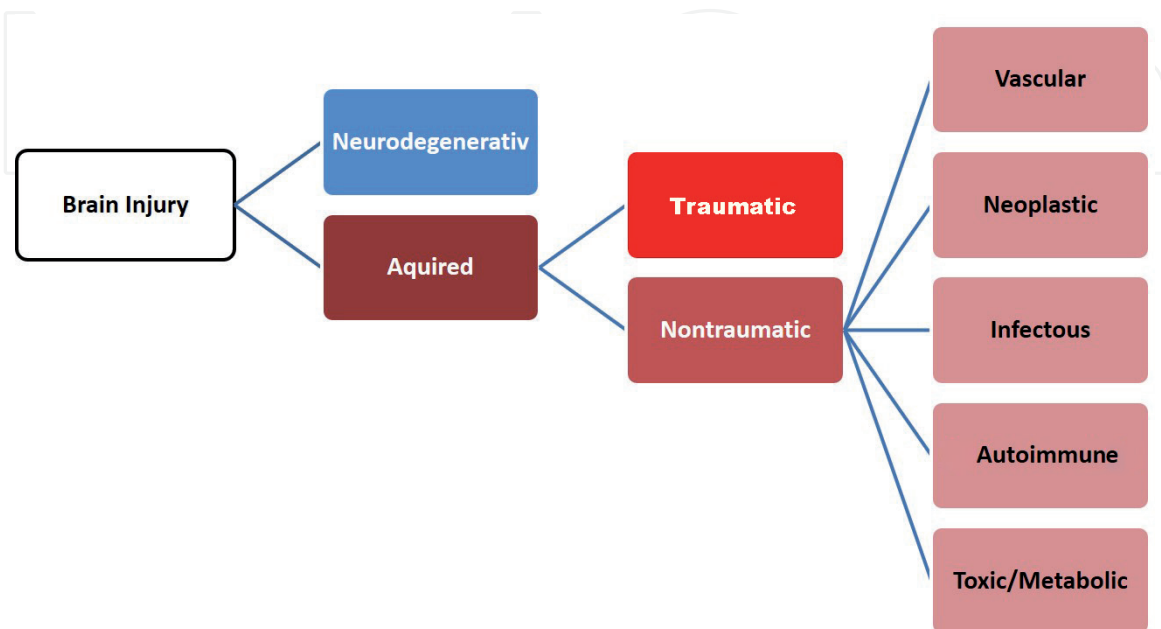 Brain Injury
Neurodegenerativ
Aquired
Traumatic
Nontraumatic
Vascular
Neoplastic
Infectous
Autoimmune
Toxic/Metabolic